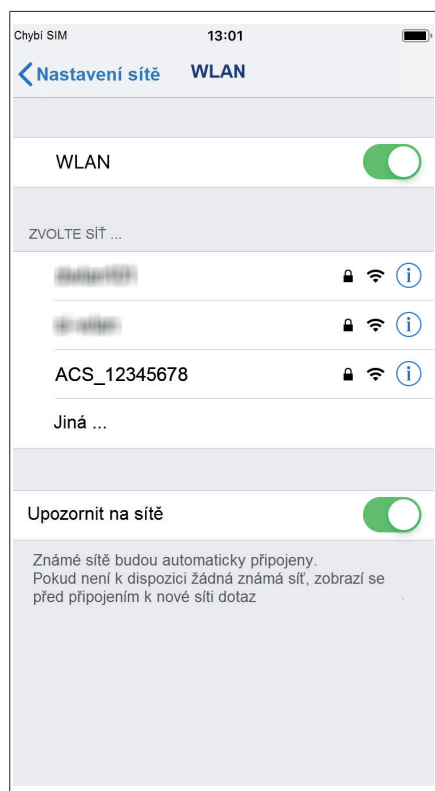 Chybí SIM 13:01
Nastavení sítě WLAN
WLAN
ZVOLTE SÍŤ ...
ACS_12345678
Jiná ...
Upozornit na sítě
Známé sítě budou automaticky připojeny.
Pokud není k dispozici žádná známá síť, zobrazí se
před připojením k nové síti dotaz